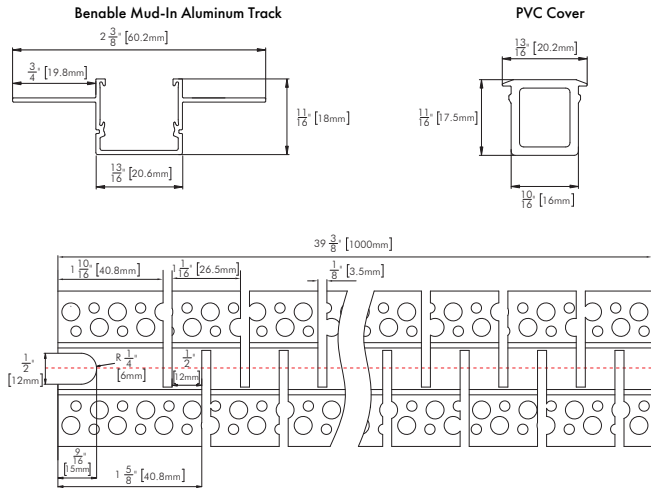 Benable Mud-In Aluminum Track
PVC Cover
2 3/8" [60.2mm]
13/16" [20.2mm]
3/4" [19.8mm]
11/16" [18mm]
11/16" [17.5mm]
13/16" [20.6mm]
10/16" [16mm]
39 3/8" [1000mm]
1 10/16" [40.8mm]
1 1/16" [26.5mm]
1/8" [3.5mm]
1/2" [12mm]
R 1/4" [6mm]
1/2" [12mm]
9/16" [15mm]
1 5/8" [40.8mm]